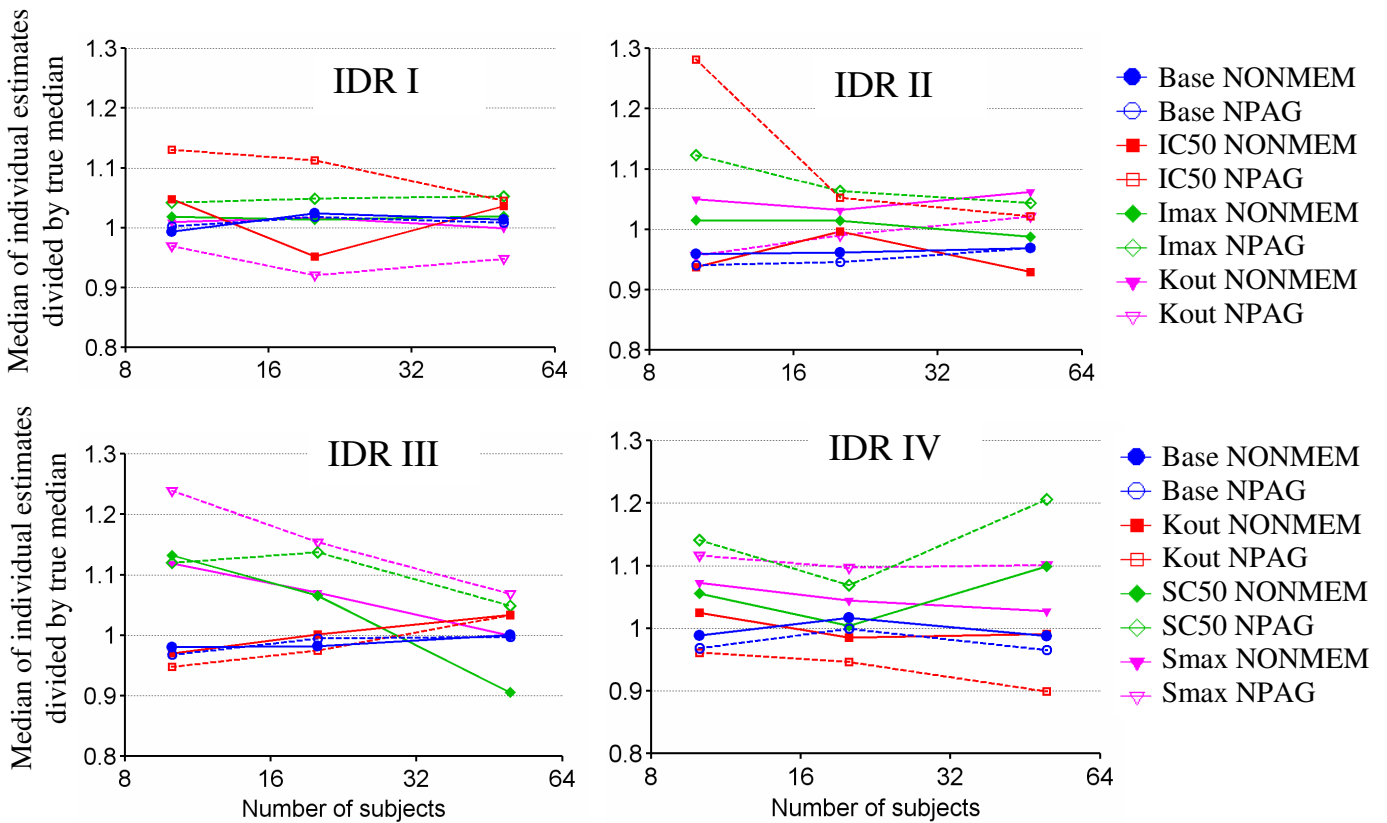 Median of individual estimates
divided by true median
IDR I
1.3
1.2
1.1
1
0.9
0.8
8 16 32 64
IDR II
1.3
1.2
1.1
1
0.9
0.8
8 16 32 64
Base NONMEM
Base NPAG
IC50 NONMEM
IC50 NPAG
Imax NONMEM
Imax NPAG
Kout NONMEM
Kout NPAG
Median of individual estimates
divided by true median
IDR III
1.3
1.2
1.1
1
0.9
0.8
8 16 32 64
Number of subjects
IDR IV
1.3
1.2
1.1
1
0.9
0.8
8 16 32 64
Number of subjects
Base NONMEM
Base NPAG
Kout NONMEM
Kout NPAG
SC50 NONMEM
SC50 NPAG
Smax NONMEM
Smax NPAG